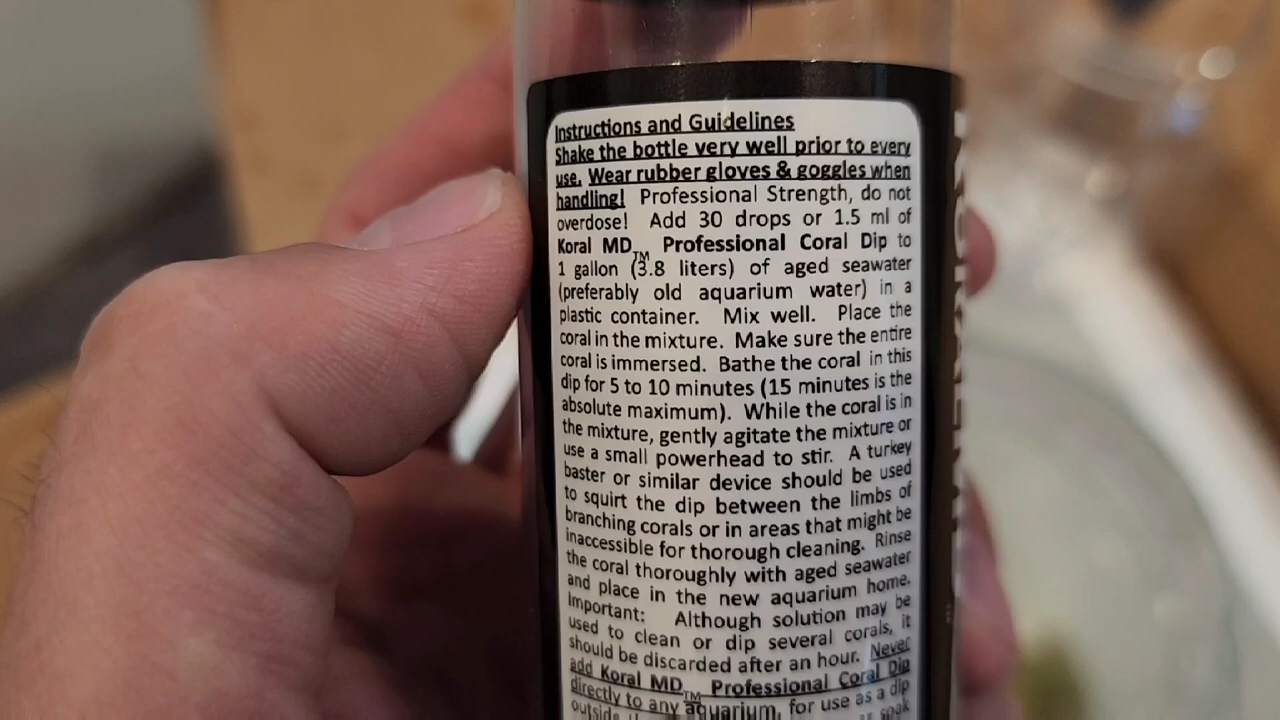 Instructions and Guidelines
Shake the bottle very well prior to every
use. Wear rubber gloves & goggles when
handling! Professional Strength, do not
overdose! Add 30 drops or 1.5 ml of
Koral MD™ Professional Coral Dip to
1 gallon (3.8 liters) of aged seawater
(preferably old aquarium water) in a
plastic container. Mix well. Place the
coral in the mixture. Make sure the entire
coral is immersed. Bathe the coral in this
dip for 5 to 10 minutes (15 minutes is the
absolute maximum). While the coral is in
the mixture, gently agitate the mixture or
use a small powerhead to stir. A turkey
baster or similar device should be used
to squirt the dip between the limbs of
branching corals or in areas that might be
inaccessible for thorough cleaning. Rinse
the coral thoroughly with aged seawater
and place in the new aquarium home.
Important: Although solution may be
used to clean or dip several corals, it
should be discarded after an hour. Never
add Koral MD™ Professional Coral Dip
directly to any aquarium, for use as a dip
outside